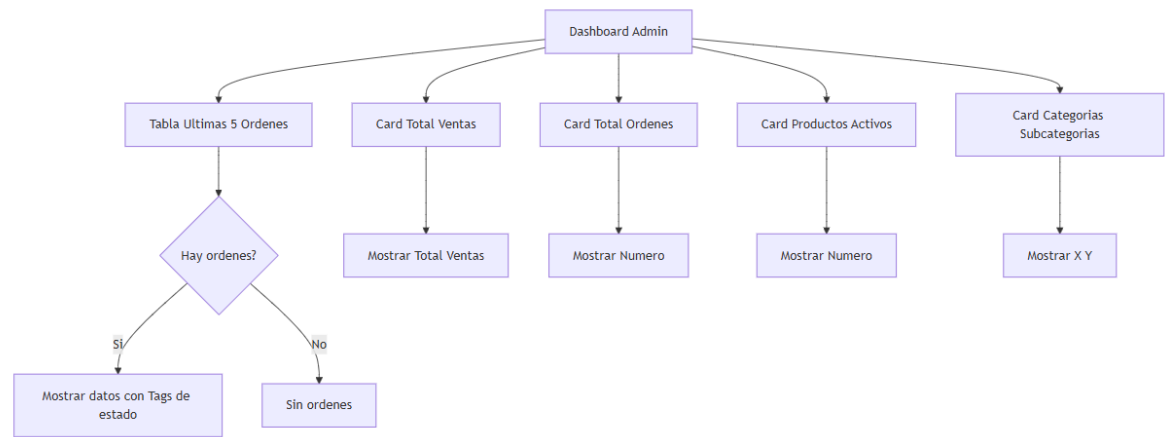 Dashboard Admin
Tabla Ultimas 5 Ordenes
Card Total Ventas
Card Total Ordenes
Card Productos Activos
Card Categorias
Subcategorias
Hay ordenes?
Mostrar Total Ventas
Mostrar Numero
Mostrar Numero
Mostrar X Y
Si
No
Mostrar datos con Tags de
estado
Sin ordenes